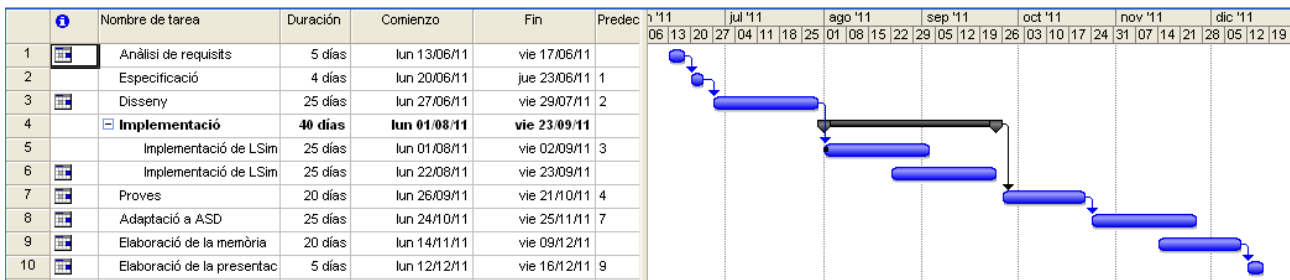 Nombre de tarea Duración Comienzo Fin Predec n '11 jul '11 ago '11 sep '11 oct '11 nov '11 dic '11
06 13 20 27 04 11 18 25 01 08 15 22 29 05 12 19 26 03 10 17 24 31 07 14 21 28 05 12 19
1 Anàlisi de requisits 5 días lun 13/06/11 vie 17/06/11
2 Especificació 4 días lun 20/06/11 jue 23/06/11 1
3 Disseny 25 días lun 27/06/11 vie 29/07/11 2
4 Implementació 40 días lun 01/08/11 vie 23/09/11
5 Implementació de LSim 25 días lun 01/08/11 vie 02/09/11 3
6 Implementació de LSim 25 días lun 22/08/11 vie 23/09/11
7 Proves 20 días lun 26/09/11 vie 21/10/11 4
8 Adaptació a ASD 25 días lun 24/10/11 vie 25/11/11 7
9 Elaboració de la memòria 20 días lun 14/11/11 vie 09/12/11
10 Elaboració de la presentac 5 días lun 12/12/11 vie 16/12/11 9